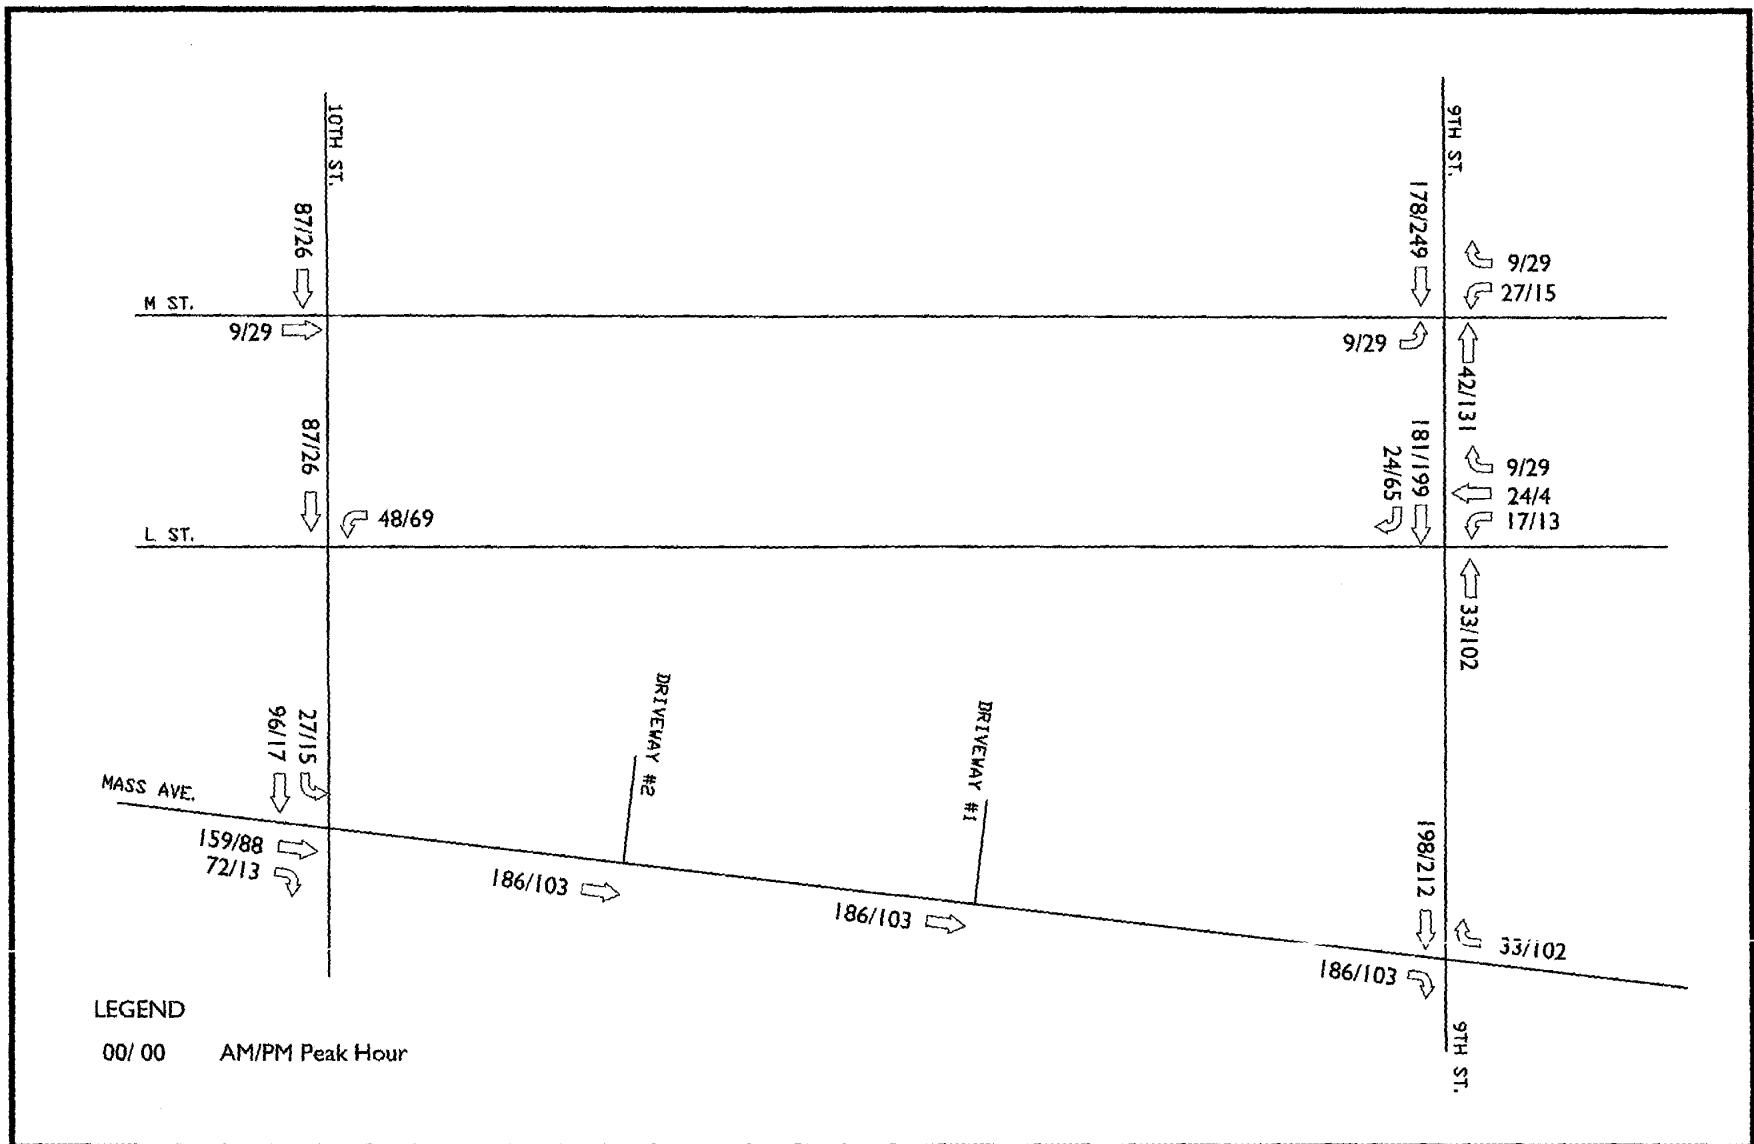 10TH ST.
9TH ST.
87/26
178/249
9/29
27/15
M ST.
9/29
9/29
42/131
87/26
181/199
24/65
9/29
24/4
17/13
48/69
L ST.
33/102
DRIVEWAY #2
DRIVEWAY #1
27/15
96/17
MASS AVE.
159/88
72/13
186/103
186/103
198/212
33/102
186/103
LEGEND
00/ 00 AM/PM Peak Hour
9TH ST.